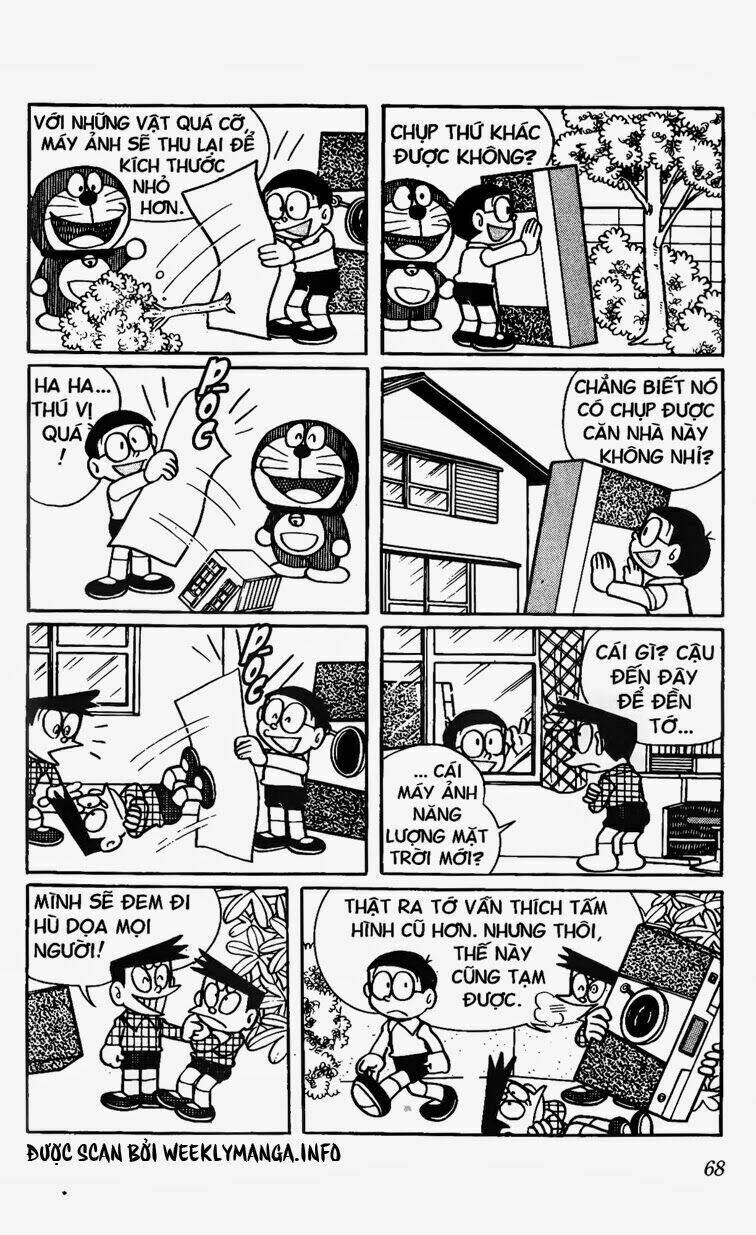 CHỤP THỨ KHÁC
ĐƯỢC KHÔNG?
VỚI NHỮNG VẬT QUÁ CỠ,
MÁY ẢNH SẼ THU LẠI ĐỂ
KÍCH THƯỚC
NHỎ
HƠN.
CHẲNG BIẾT NÓ
CÓ CHỤP ĐƯỢC
CĂN NHÀ NÀY
KHÔNG NHỈ?
HA HA...
THÚ VỊ
QUÁ
!
CÁI GÌ? CẬU
ĐẾN ĐÂY
ĐỂ ĐỀN
TỚ...
... CÁI
MÁY ẢNH
NĂNG
LƯỢNG MẶT
TRỜI MỚI?
THẬT RA TỚ VẪN THÍCH TẤM
HÌNH CŨ HƠN. NHƯNG THÔI,
THẾ NÀY
CŨNG TẠM
ĐƯỢC.
MÌNH SẼ ĐEM ĐI
HÙ DỌA MỌI
NGƯỜI!
ĐƯỢC SCAN BỞI WEEKLYMANGA.INFO
68